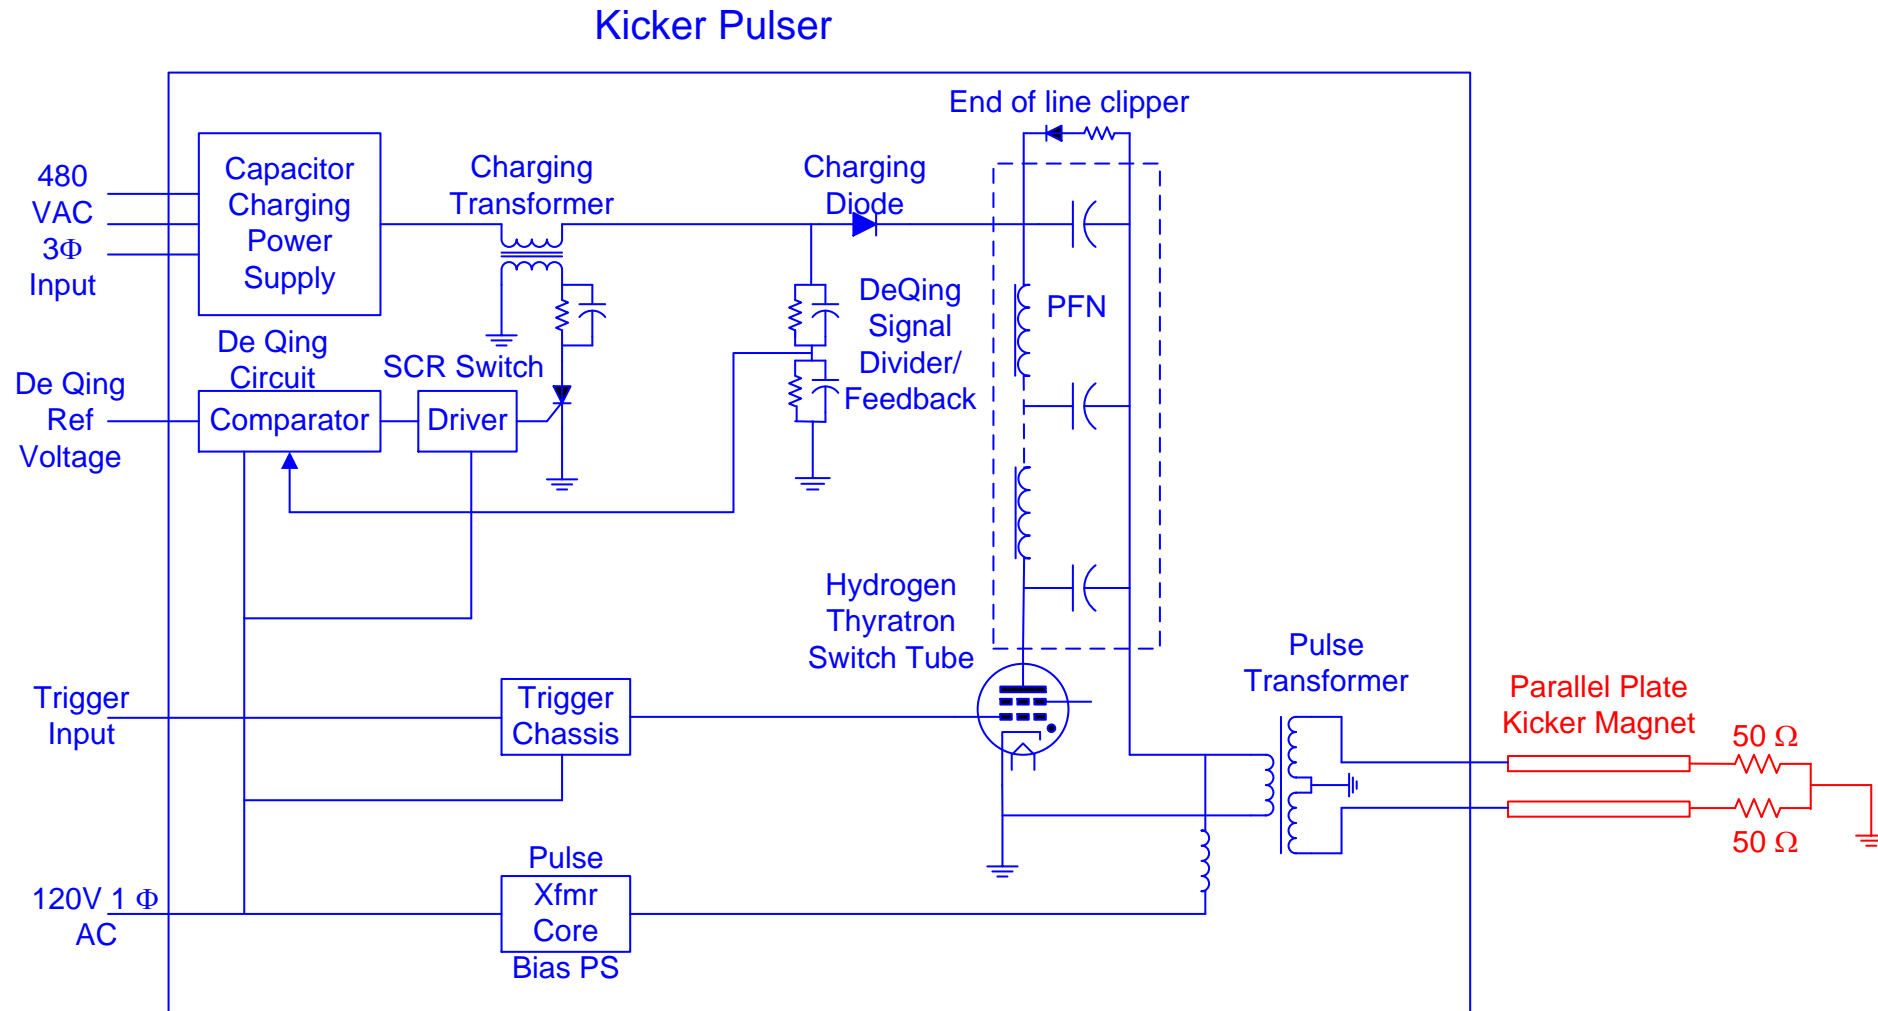 Kicker Pulser
End of line clipper
480
VAC
3Φ
Input
Capacitor
Charging
Power
Supply
Charging
Transformer
Charging
Diode
DeQing
Signal
Divider/
Feedback
PFN
De Qing
Circuit
SCR Switch
De Qing
Ref
Voltage
Comparator
Driver
Hydrogen
Thyratron
Switch Tube
Pulse
Transformer
Parallel Plate
Kicker Magnet
50 Ω
50 Ω
Trigger
Input
Trigger
Chassis
120V 1 Φ
AC
Pulse
Xfmr
Core
Bias PS